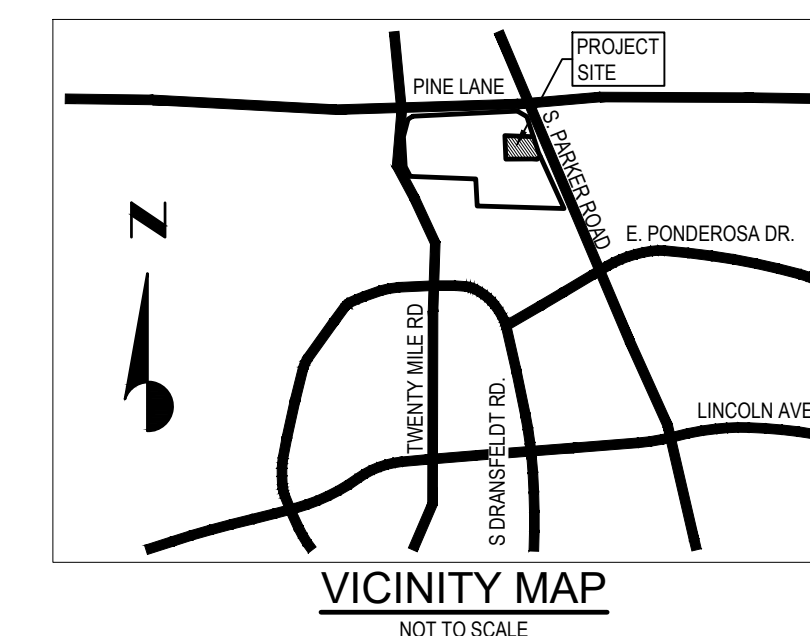 PROJECT
SITE
PINE LANE
S. PARKER ROAD
N
E. PONDEROSA DR.
TWENTY MILE RD
S DRANSFELDT RD.
LINCOLN AVE
VICINITY MAP
NOT TO SCALE